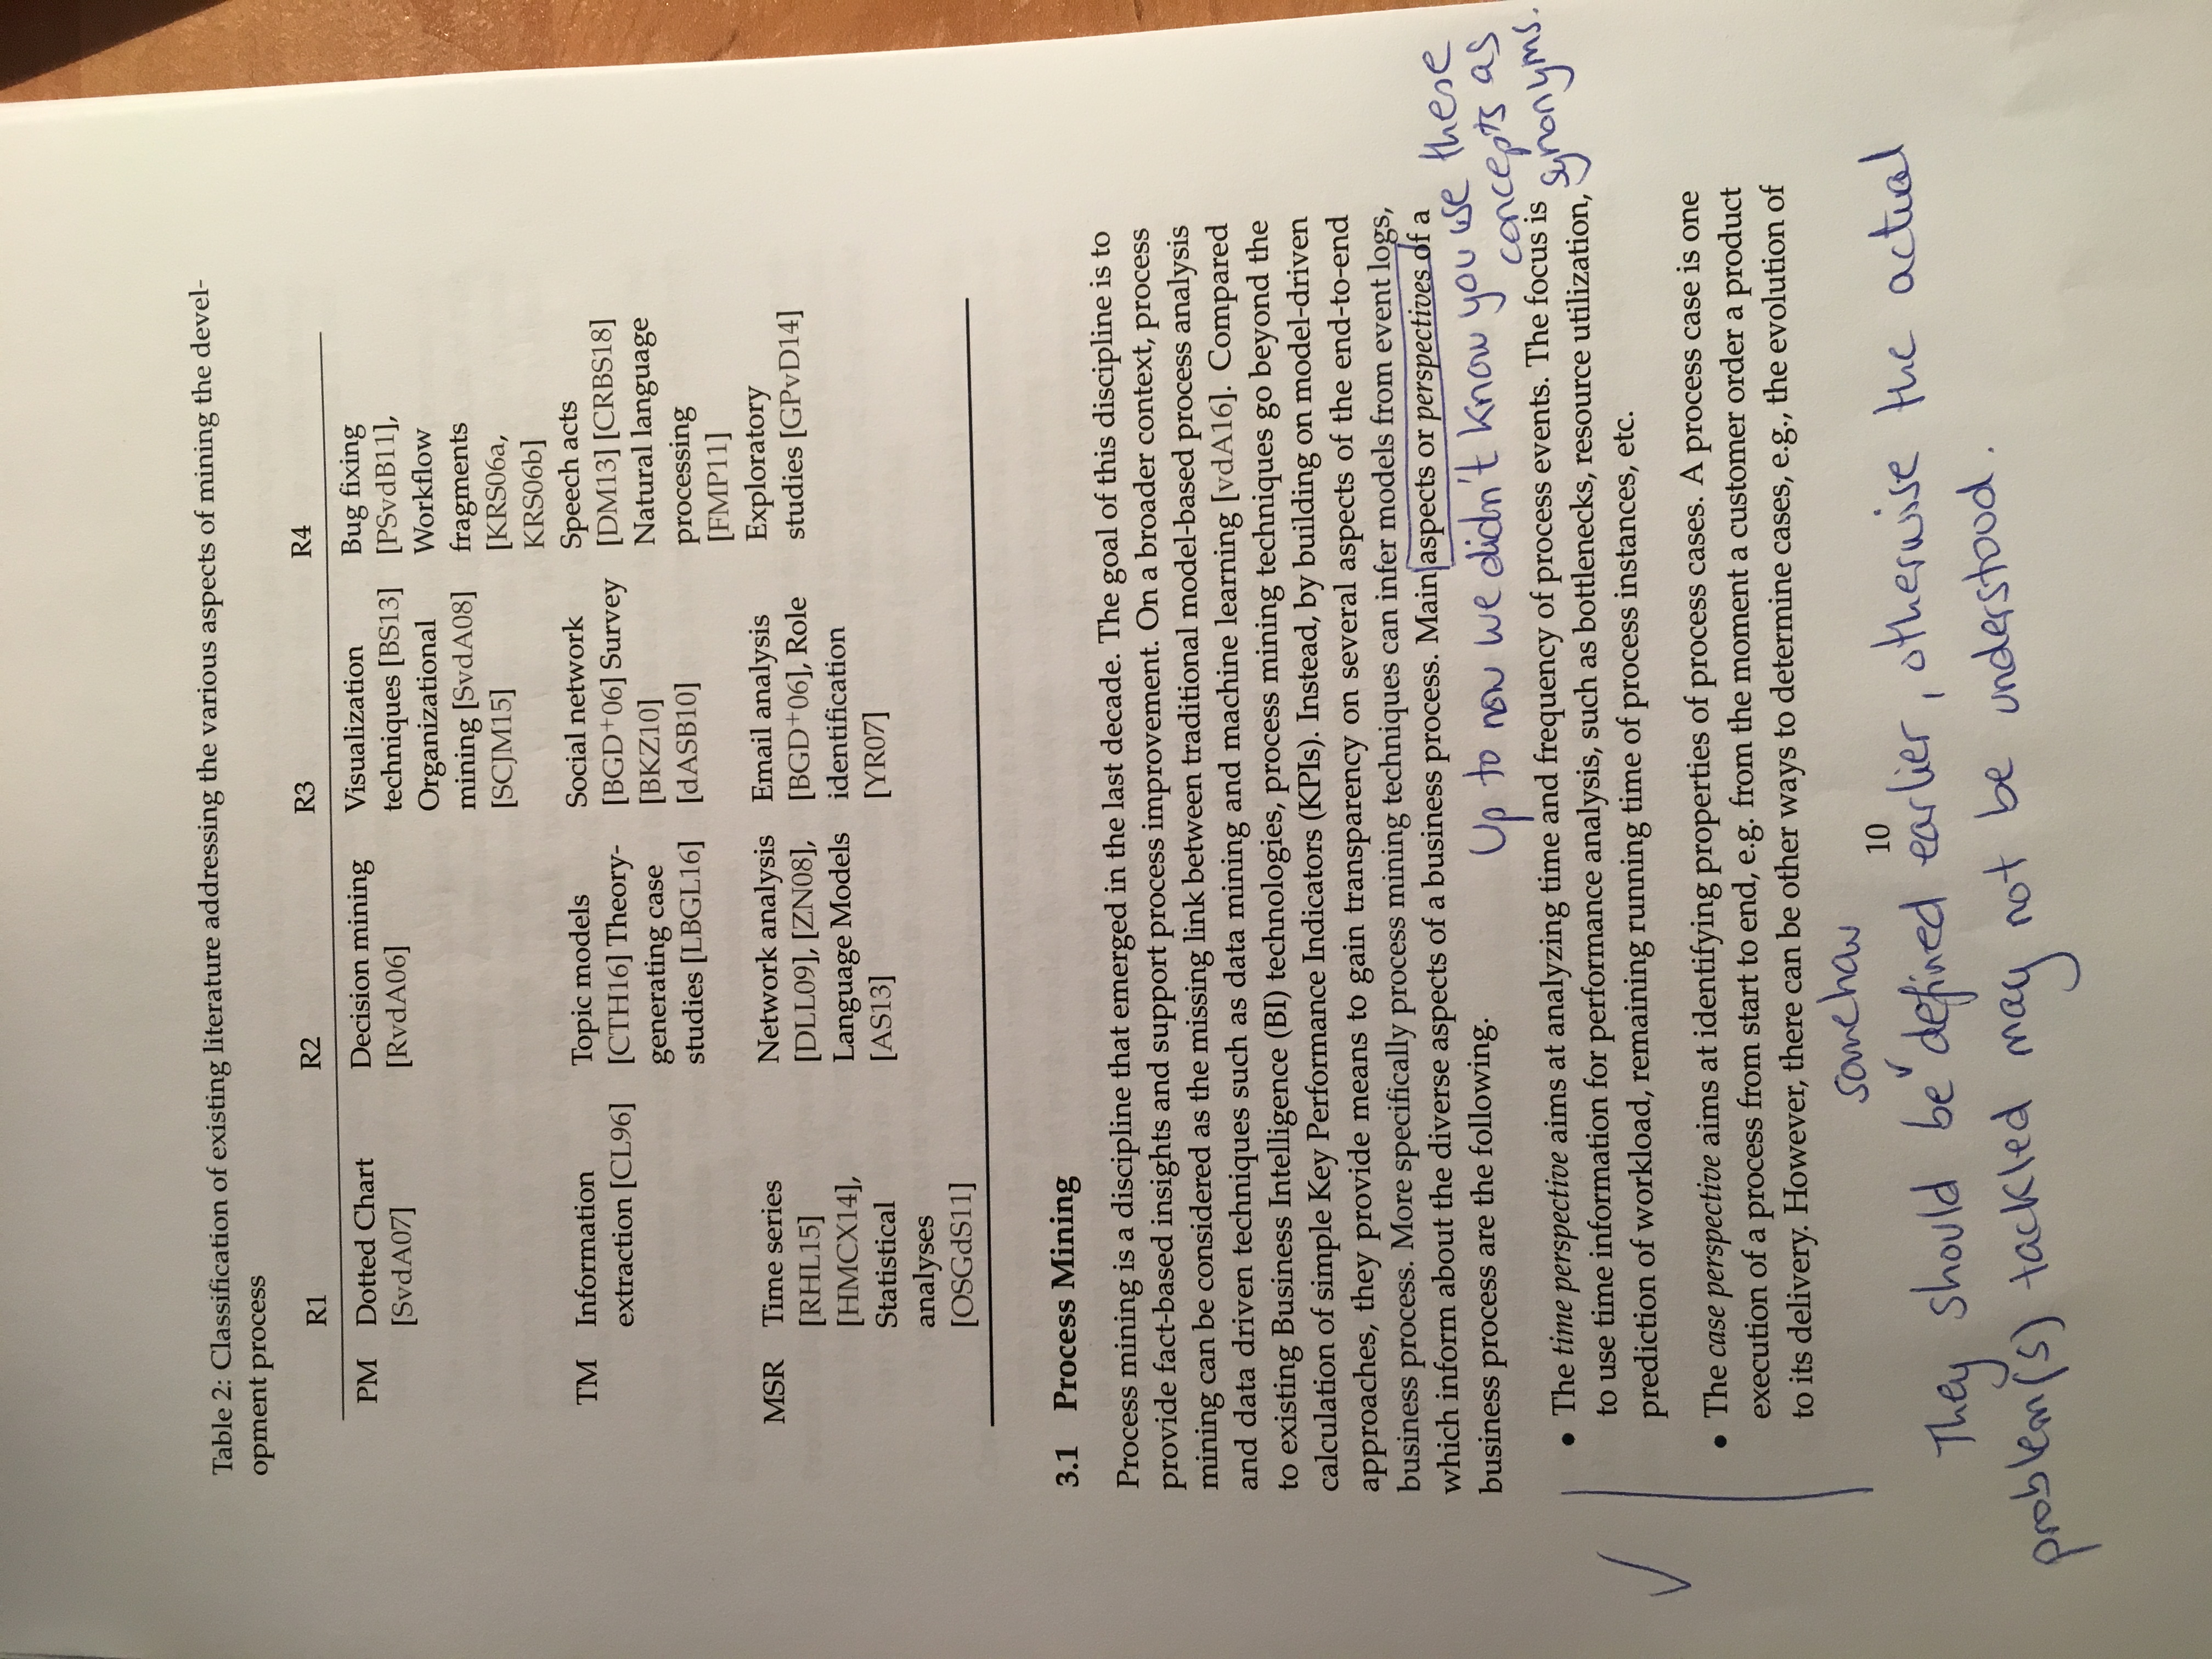 Table 2: Classification of existing literature addressing the various aspects of mining the devel-
opment process
R1 R2 R3 R4
PM Dotted Chart Decision mining Visualization Bug fixing
[SvdA07] [RvdA06] techniques [BS13] [PSvdB11],
Organizational Workflow
mining [SvdA08] fragments
[SCJM15] [KRS06a,
KRS06b]
TM Information Topic models Social network Speech acts
extraction [CL96] [CTH16] Theory- [BGD+06] Survey [DM13] [CRBS18]
generating case [BKZ10] Natural language
studies [LBGL16] [dASB10] processing
[FMP11]
MSR Time series Network analysis Email analysis Exploratory
[RHL15] [DLL09], [ZN08], [BGD+06], Role studies [GPvD14]
[HMCX14], Language Models identification
Statistical [AS13] [YR07]
analyses
[OSGdS11]
3.1 Process Mining
Process mining is a discipline that emerged in the last decade. The goal of this discipline is to
provide fact-based insights and support process improvement. On a broader context, process
mining can be considered as the missing link between traditional model-based process analysis
and data driven techniques such as data mining and machine learning [vdA16]. Compared
to existing Business Intelligence (BI) technologies, process mining techniques go beyond the
calculation of simple Key Performance Indicators (KPIs). Instead, by building on model-driven
approaches, they provide means to gain transparency on several aspects of the end-to-end
business process. More specifically process mining techniques can infer models from event logs,
which inform about the diverse aspects of a business process. Main aspects or perspectives of a
business process are the following.
Up to now we didn't know you use these
concepts as
synonyms.
• The time perspective aims at analyzing time and frequency of process events. The focus is
to use time information for performance analysis, such as bottlenecks, resource utilization,
prediction of workload, remaining running time of process instances, etc.
• The case perspective aims at identifying properties of process cases. A process case is one
execution of a process from start to end, e.g. from the moment a customer order a product
to its delivery. However, there can be other ways to determine cases, e.g., the evolution of
somehow
10
They should be defined earlier, otherwise the actual
problem(s) tackled may not be understood.